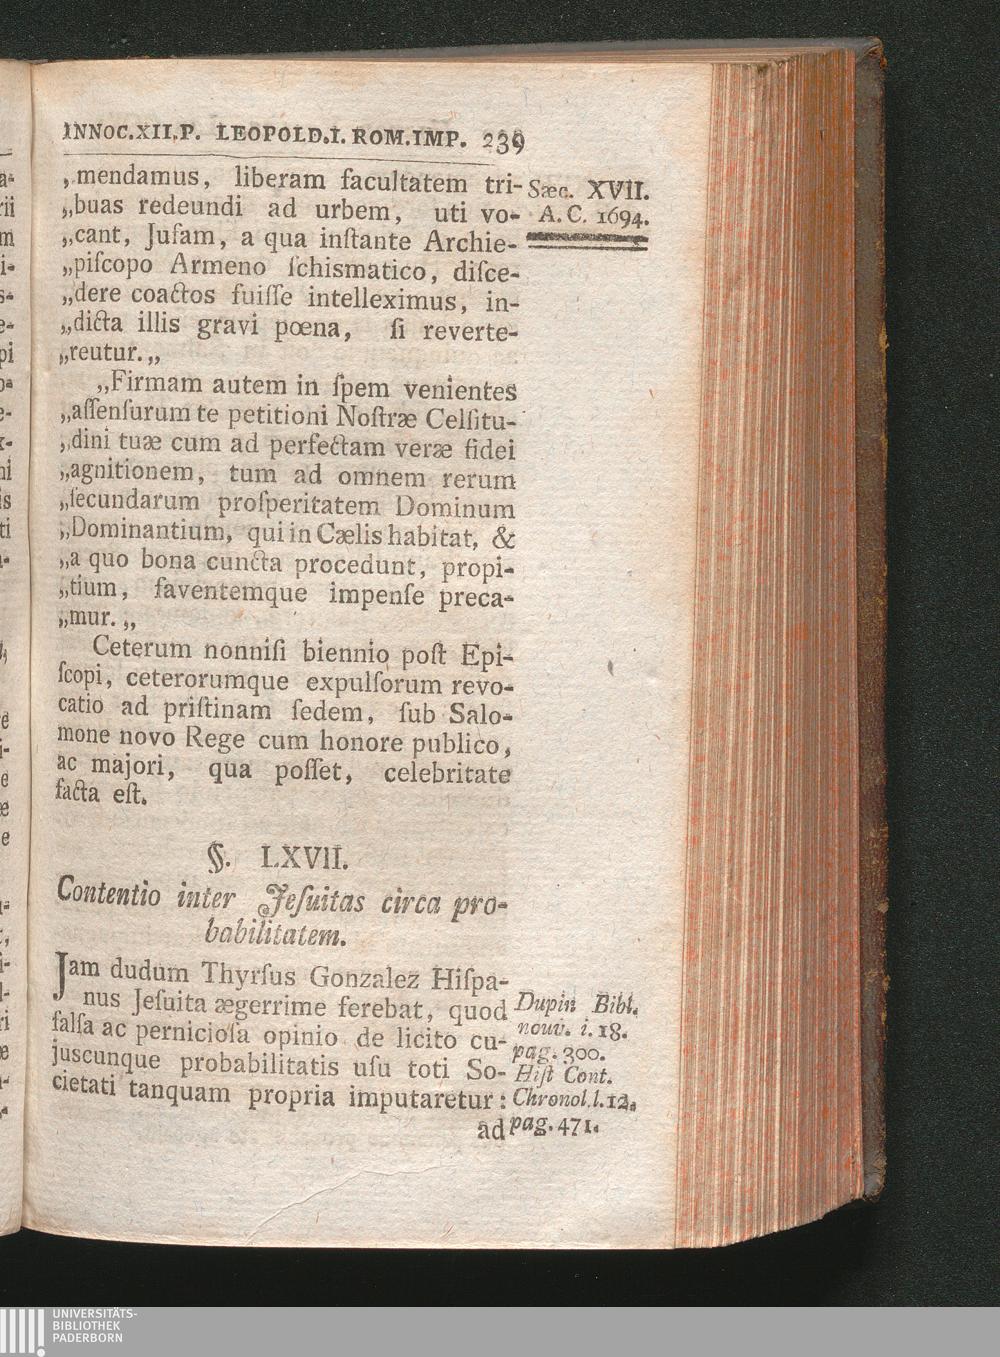 INNOC.XII.P. LEOPOLD.I. ROM.IMP. 239
„mendamus, liberam facultatem tri-
„buas redeundi ad urbem, uti vo-
„cant, Jufam, a qua inſtante Archie-
„piſcopo Armeno ſchismatico, diſce-
„dere coactos fuiſſe intelleximus, in-
„dicta illis gravi pœna, ſi reverte-
„reutur.„
„Firmam autem in ſpem venientes
„aſſenſurum te petitioni Noſtræ Celſitu-
„dini tuæ cum ad perfectam veræ fidei
„agnitionem, tum ad omnem rerum
„ſecundarum proſperitatem Dominum
„Dominantium, qui in Cælis habitat, &
„a quo bona cuncta procedunt, propi-
„tium, faventemque impenſe preca-
„mur.„
Ceterum nonniſi biennio poſt Epi-
ſcopi, ceterorumque expulſorum revo-
catio ad priſtinam ſedem, ſub Salo-
mone novo Rege cum honore publico,
ac majori, qua poſſet, celebritate
facta eſt.
§. LXVII.
Contentio inter Jeſuitas circa pro-
babilitatem.
Jam dudum Thyrſus Gonzalez Hiſpa-
nus Jeſuita ægerrime ferebat, quod
falſa ac pernicioſa opinio de licito cu-
juscunque probabilitatis uſu toti So-
cietati tanquam propria imputaretur:
ad
Sæc. XVII.
A. C. 1694.
Dupin Bibl.
nouv. i. 18.
pag. 300.
Hiſt Cont.
Chronol. l. 12.
pag. 471.
UNIVERSITÄTS-
BIBLIOTHEK
PADERBORN